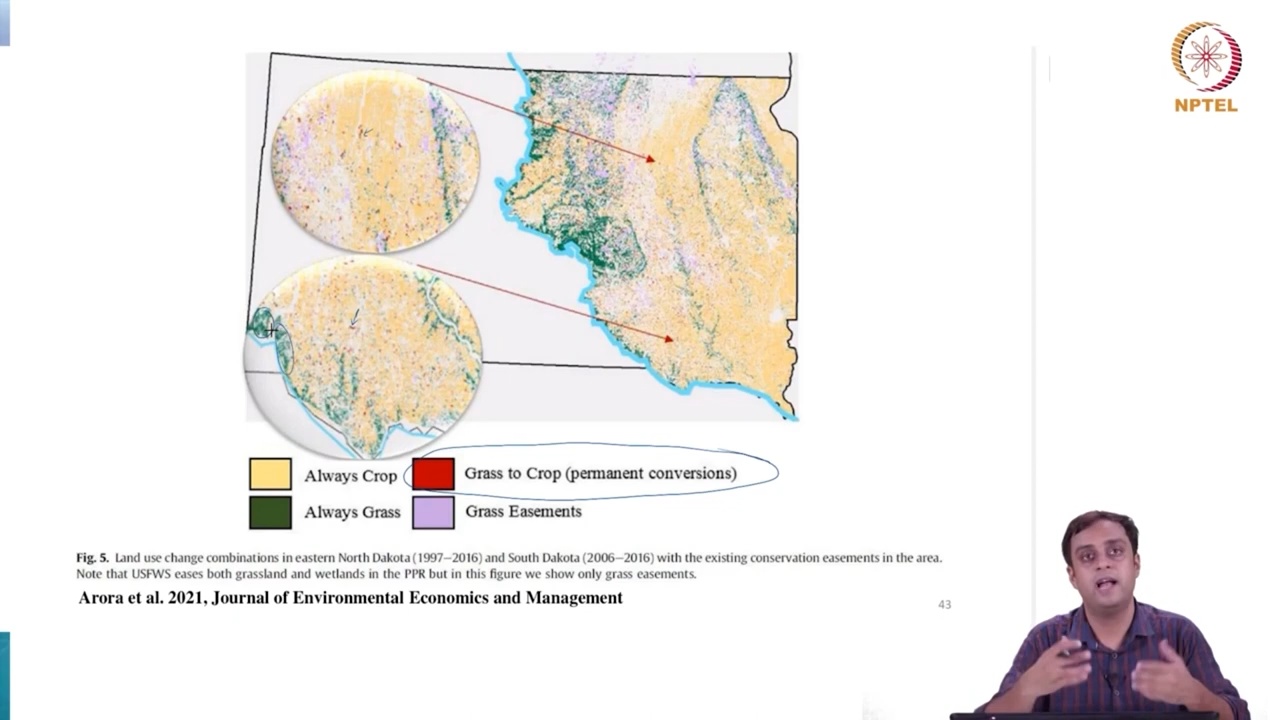 NPTEL
Always Crop
Grass to Crop (permanent conversions)
Always Grass
Grass Easements
Fig. 5. Land use change combinations in eastern North Dakota (1997−2016) and South Dakota (2006−2016) with the existing conservation easements in the area.
Note that USFWS eases both grassland and wetlands in the PPR but in this figure we show only grass easements.
Arora et al. 2021, Journal of Environmental Economics and Management
43